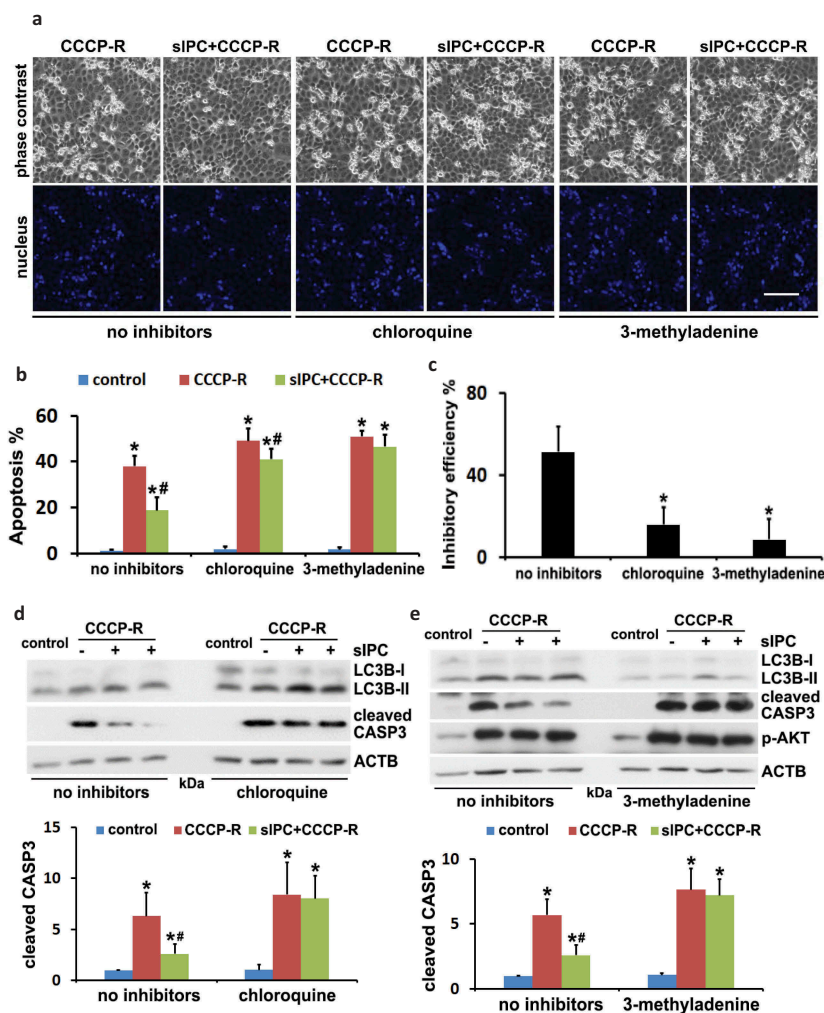 a
CCCP-R sIPC+CCCP-R CCCP-R sIPC+CCCP-R CCCP-R sIPC+CCCP-R
phase contrast
nucleus
no inhibitors chloroquine 3-methyladenine
b
control CCCP-R sIPC+CCCP-R
Apoptosis %
60
40
20
0
* *# * *# * *
no inhibitors chloroquine 3-methyladenine
c
Inhibitory efficiency %
80
40
0
* *
no inhibitors chloroquine 3-methyladenine
d
control CCCP-R control CCCP-R
- + + - + + sIPC
LC3B-I
LC3B-II
cleaved
CASP3
ACTB
no inhibitors kDa chloroquine
control CCCP-R sIPC+CCCP-R
cleaved CASP3
15
10
5
0
* *# * *
no inhibitors chloroquine
e
control CCCP-R control CCCP-R
- + + sIPC - + +
LC3B-I
LC3B-II
cleaved
CASP3
p-AKT
ACTB
no inhibitors kDa 3-methyladenine
control CCCP-R sIPC+CCCP-R
cleaved CASP3
10
5
0
* *# * *
no inhibitors 3-methyladenine